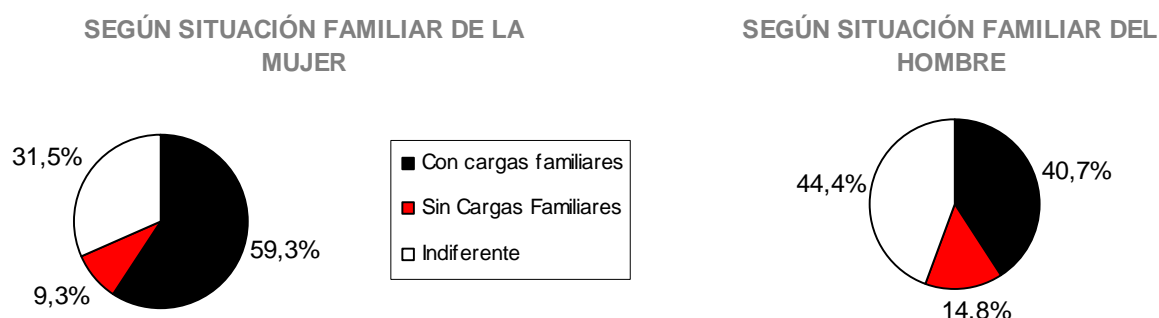 SEGÚN SITUACIÓN FAMILIAR DE LA
MUJER
31,5%
59,3%
9,3%
Con cargas familiares
Sin Cargas Familiares
Indiferente
SEGÚN SITUACIÓN FAMILIAR DEL
HOMBRE
44,4%
40,7%
14,8%